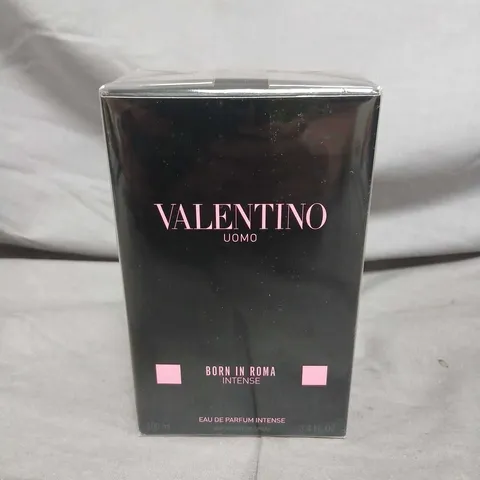 VALENTINO
UOMO
BORN IN ROMA
INTENSE
EAU DE PARFUM INTENSE